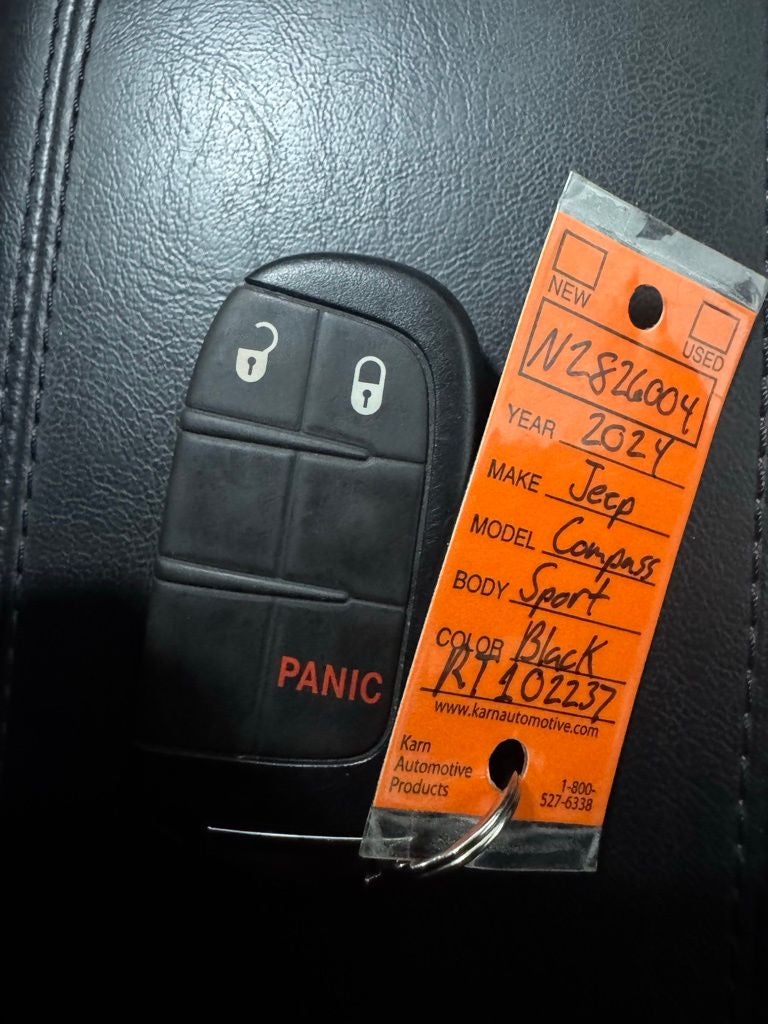 PANIC
NEW
USED
N2826004
YEAR 2024
MAKE Jeep
MODEL Compass
BODY Sport
COLOR Black
RT102237
www.karnautomotive.com
Karn
Automotive
Products
1-800-
527-6338